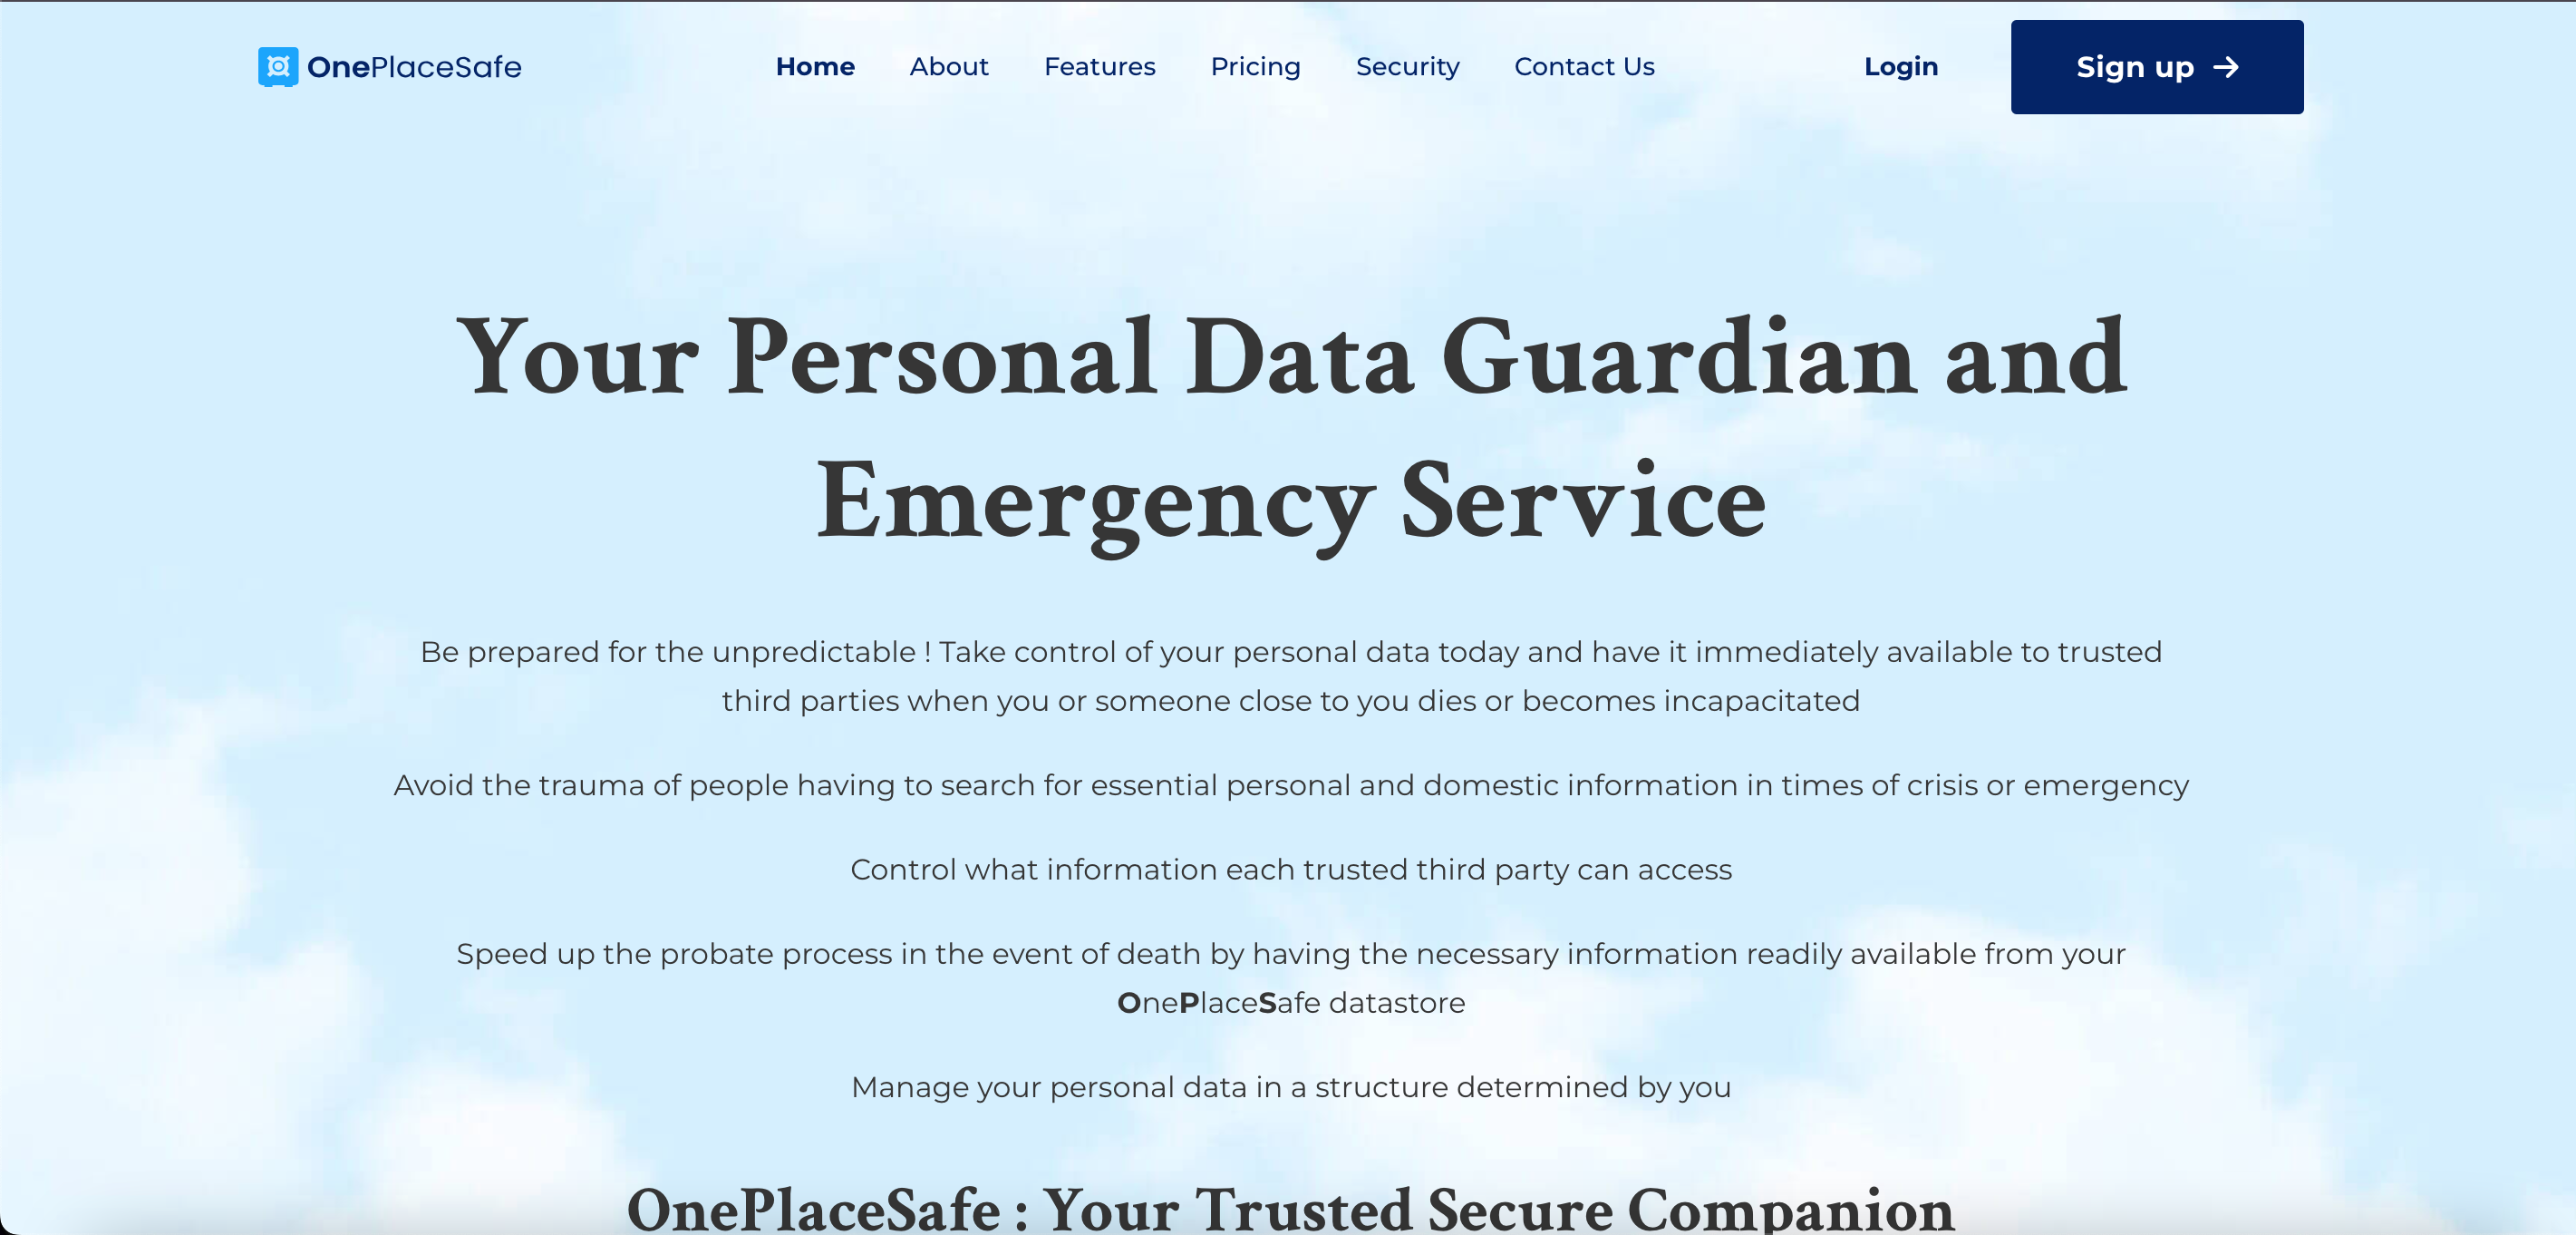 OnePlaceSafe
Home About Features Pricing Security Contact Us Login Sign up →
Your Personal Data Guardian and
Emergency Service
Be prepared for the unpredictable ! Take control of your personal data today and have it immediately available to trusted
third parties when you or someone close to you dies or becomes incapacitated
Avoid the trauma of people having to search for essential personal and domestic information in times of crisis or emergency
Control what information each trusted third party can access
Speed up the probate process in the event of death by having the necessary information readily available from your
OnePlaceSafe datastore
Manage your personal data in a structure determined by you
OnePlaceSafe : Your Trusted Secure Companion